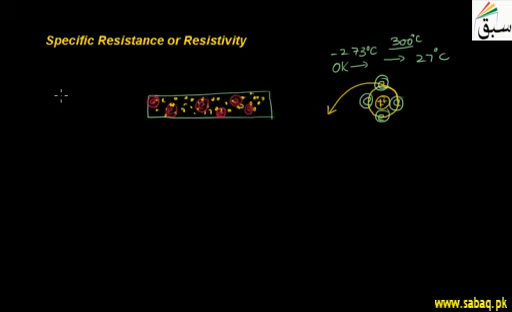 سبق
Specific Resistance or Resistivity
-273°C 300°C
0K → → 27°C
www.sabaq.pk